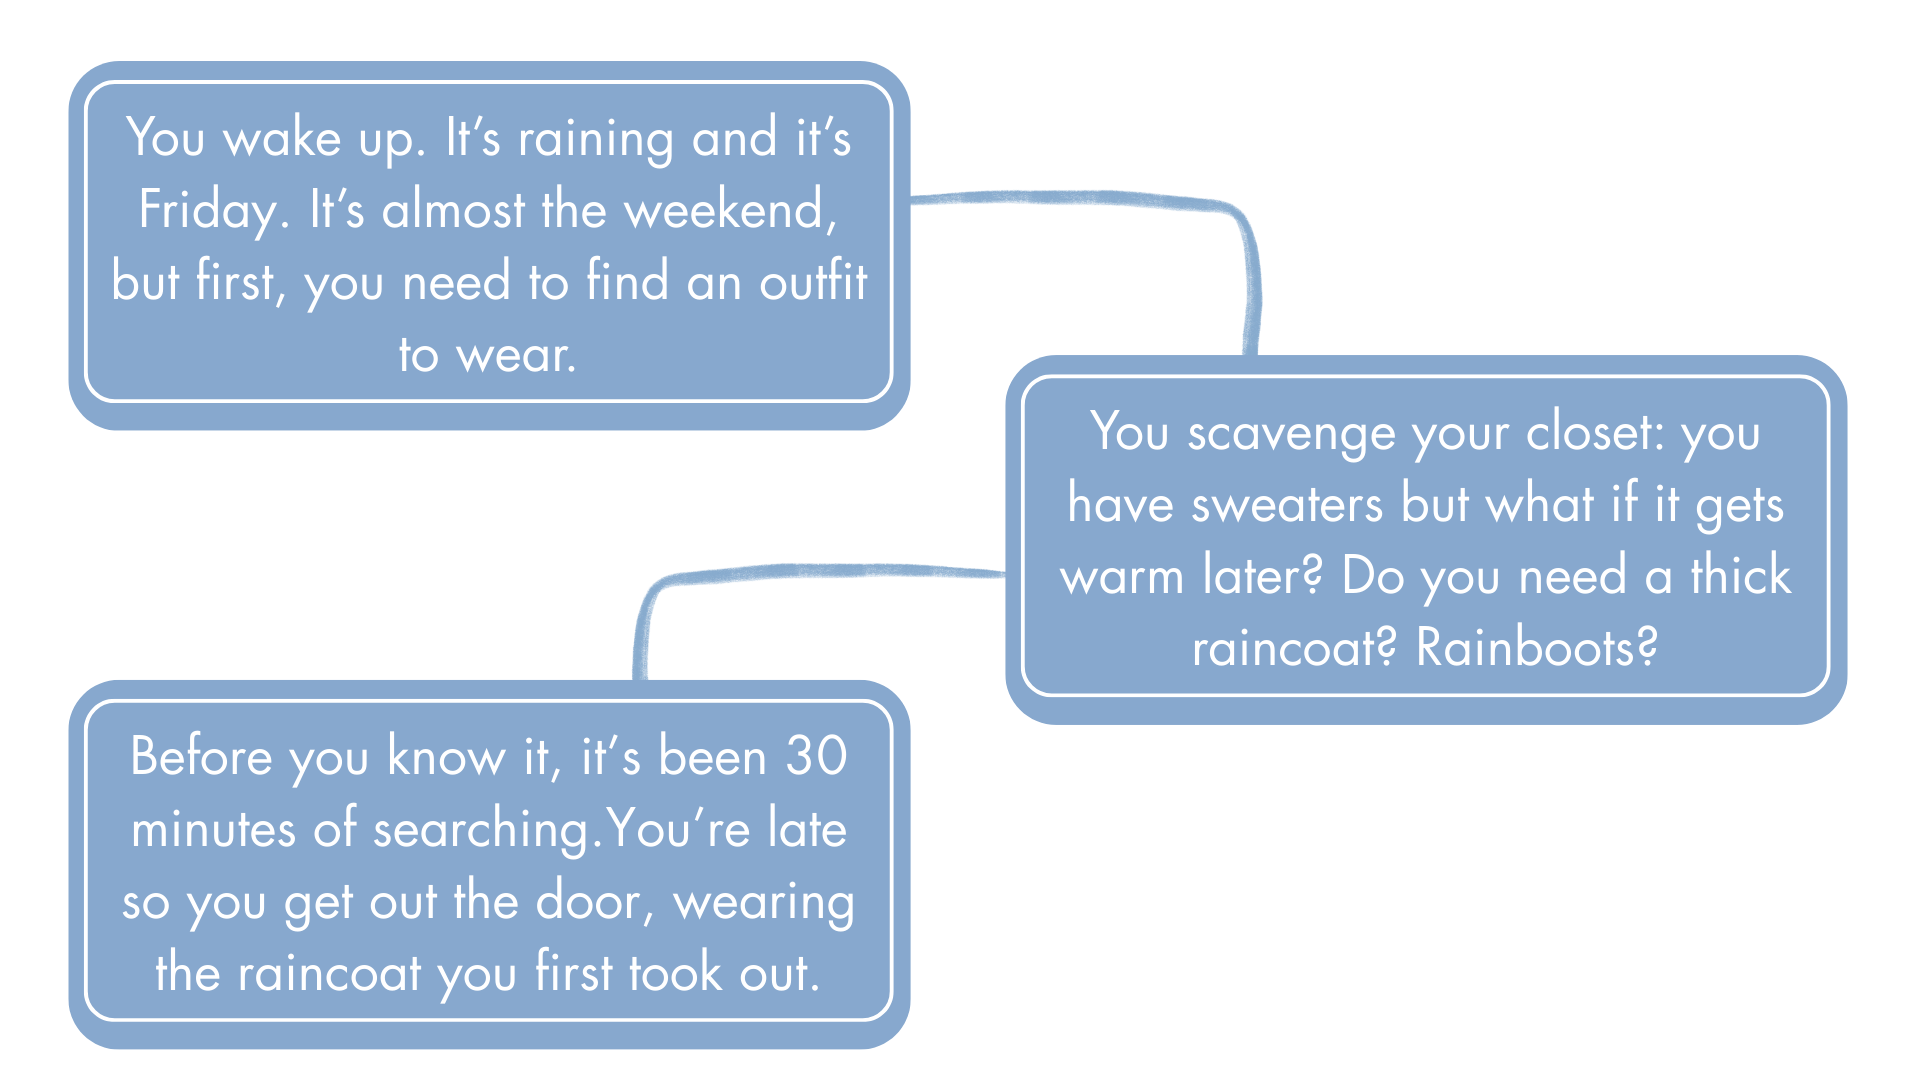 You wake up. It’s raining and it’s
Friday. It’s almost the weekend,
but first, you need to find an outfit
to wear.
You scavenge your closet: you
have sweaters but what if it gets
warm later? Do you need a thick
raincoat? Rainboots?
Before you know it, it’s been 30
minutes of searching.You’re late
so you get out the door, wearing
the raincoat you first took out.